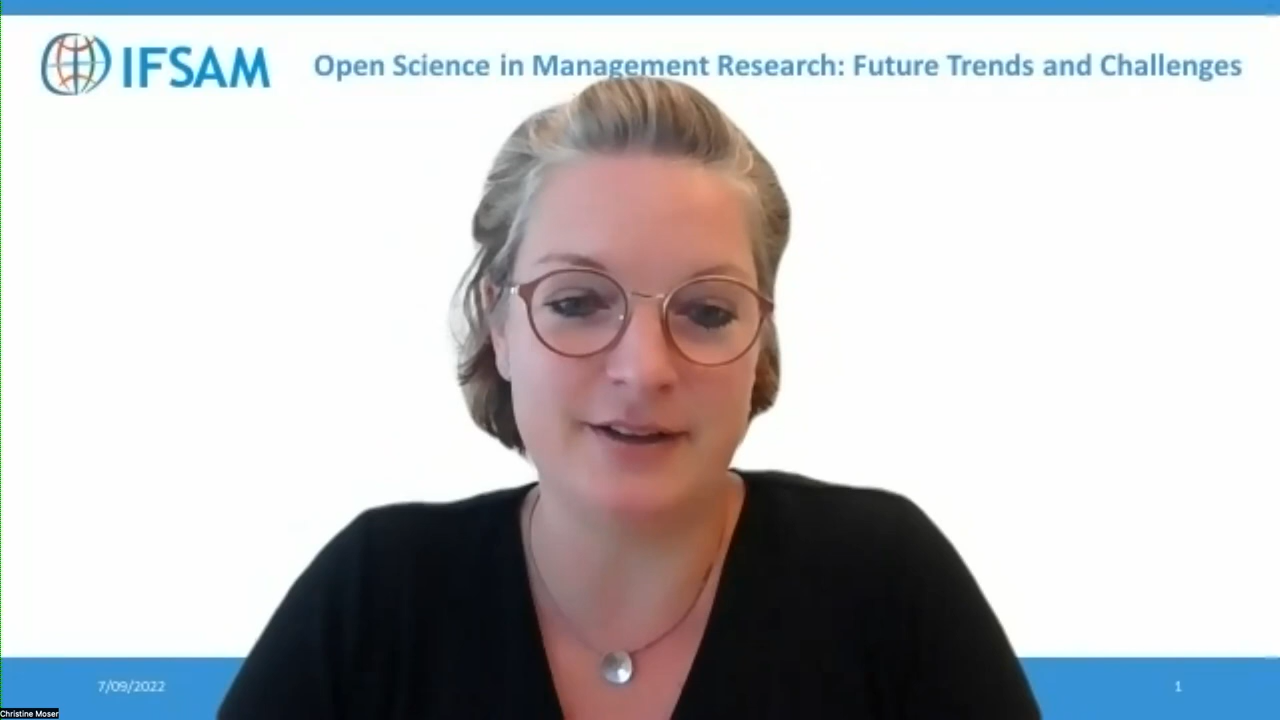 IFSAM
Open Science in Management Research: Future Trends and Challenges
7/09/2022
1
Christine Moser